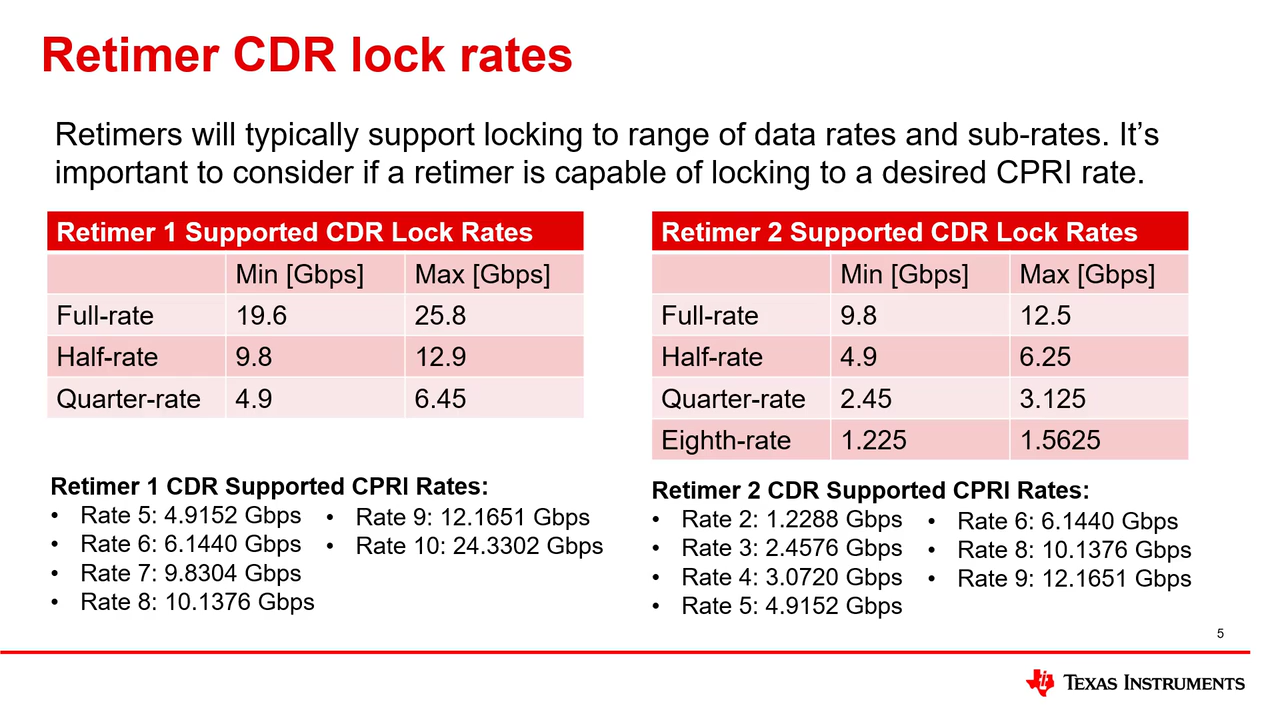 Retimer CDR lock rates
Retimers will typically support locking to range of data rates and sub-rates. It’s
important to consider if a retimer is capable of locking to a desired CPRI rate.
Retimer 1 Supported CDR Lock Rates
Min [Gbps] Max [Gbps]
Full-rate 19.6 25.8
Half-rate 9.8 12.9
Quarter-rate 4.9 6.45
Retimer 1 CDR Supported CPRI Rates:
• Rate 5: 4.9152 Gbps
• Rate 6: 6.1440 Gbps
• Rate 7: 9.8304 Gbps
• Rate 8: 10.1376 Gbps
• Rate 9: 12.1651 Gbps
• Rate 10: 24.3302 Gbps
Retimer 2 Supported CDR Lock Rates
Min [Gbps] Max [Gbps]
Full-rate 9.8 12.5
Half-rate 4.9 6.25
Quarter-rate 2.45 3.125
Eighth-rate 1.225 1.5625
Retimer 2 CDR Supported CPRI Rates:
• Rate 2: 1.2288 Gbps
• Rate 3: 2.4576 Gbps
• Rate 4: 3.0720 Gbps
• Rate 5: 4.9152 Gbps
• Rate 6: 6.1440 Gbps
• Rate 8: 10.1376 Gbps
• Rate 9: 12.1651 Gbps
5
TEXAS INSTRUMENTS